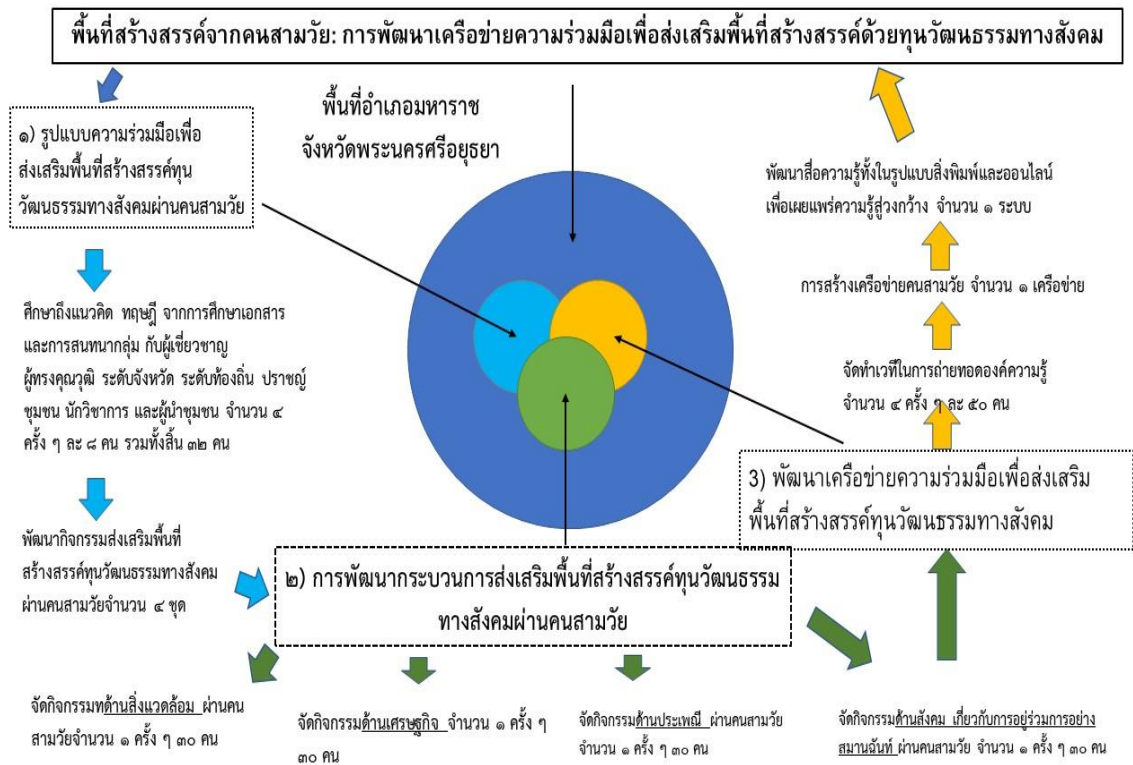 พื้นที่สร้างสรรค์จากคนสามวัย: การพัฒนาเครือข่ายความร่วมมือเพื่อส่งเสริมพื้นที่สร้างสรรค์ด้วยทุนวัฒนธรรมทางสังคม
พื้นที่อำเภอมหาราช
จังหวัดพระนครศรีอยุธยา
๑) รูปแบบความร่วมมือเพื่อ
ส่งเสริมพื้นที่สร้างสรรค์ทุน
วัฒนธรรมทางสังคมผ่านคนสามวัย
ศึกษาถึงแนวคิด ทฤษฎี จากการศึกษาเอกสาร
และการสนทนากลุ่ม กับผู้เชี่ยวชาญ
ผู้ทรงคุณวุฒิ ระดับจังหวัด ระดับท้องถิ่น ปราชญ์
ชุมชน นักวิชาการ และผู้นำชุมชน จำนวน ๔
ครั้ง ๆ ละ ๘ คน รวมทั้งสิ้น ๓๒ คน
พัฒนากิจกรรมส่งเสริมพื้นที่
สร้างสรรค์ทุนวัฒนธรรมทางสังคม
ผ่านคนสามวัยจำนวน ๔ ชุด
๒) การพัฒนากระบวนการส่งเสริมพื้นที่สร้างสรรค์ทุนวัฒนธรรม
ทางสังคมผ่านคนสามวัย
จัดกิจกรรมทด้านสิ่งแวดล้อม ผ่านคน
สามวัยจำนวน ๑ ครั้ง ๆ ๓๐ คน
จัดกิจกรรมด้านเศรษฐกิจ จำนวน ๑ ครั้ง ๆ
๓๐ คน
จัดกิจกรรมด้านประเพณี ผ่านคนสามวัย
จำนวน ๑ ครั้ง ๆ ๓๐ คน
จัดกิจกรรมด้านสังคม เกี่ยวกับการอยู่ร่วมการอย่าง
สมานฉันท์ ผ่านคนสามวัย จำนวน ๑ ครั้ง ๆ ๓๐ คน
3) พัฒนาเครือข่ายความร่วมมือเพื่อส่งเสริม
พื้นที่สร้างสรรค์ทุนวัฒนธรรมทางสังคม
จัดทำเวทีในการถ่ายทอดองค์ความรู้
จำนวน ๔ ครั้ง ๆ ละ ๕๐ คน
การสร้างเครือข่ายคนสามวัย จำนวน ๑ เครือข่าย
พัฒนาสื่อความรู้ทั้งในรูปแบบสิ่งพิมพ์และออนไลน์
เพื่อเผยแพร่ความรู้สู่วงกว้าง จำนวน ๑ ระบบ